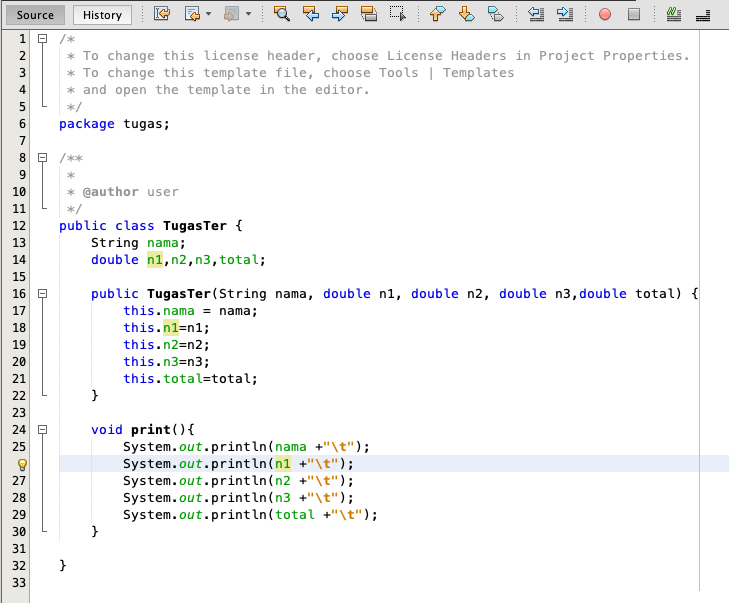 Source History
1 /*
2  * To change this license header, choose License Headers in Project Properties.
3  * To change this template file, choose Tools | Templates
4  * and open the template in the editor.
5  */
6 package tugas;
7
8 /**
9  *
10  * @author user
11  */
12 public class TugasTer {
13     String nama;
14     double n1,n2,n3,total;
15
16     public TugasTer(String nama, double n1, double n2, double n3,double total) {
17         this.nama = nama;
18         this.n1=n1;
19         this.n2=n2;
20         this.n3=n3;
21         this.total=total;
22     }
23
24     void print(){
25         System.out.println(nama +"\t");
        System.out.println(n1 +"\t");
27         System.out.println(n2 +"\t");
28         System.out.println(n3 +"\t");
29         System.out.println(total +"\t");
30     }
31
32 }
33